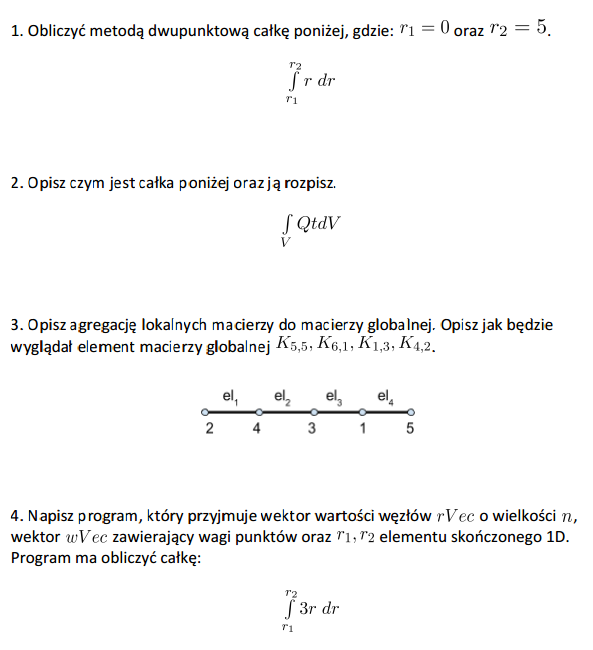 1. Obliczyć metodą dwupunktową całkę poniżej, gdzie: r₁ = 0 oraz r₂ = 5.
r₂
∫ r dr
r₁
2. Opisz czym jest całka poniżej oraz ją rozpisz.
∫ QtdV
V
3. Opisz agregację lokalnych macierzy do macierzy globalnej. Opisz jak będzie
wyglądał element macierzy globalnej K₅,₅, K₆,₁, K₁,₃, K₄,₂.
el₁ el₂ el₃ el₄
2 4 3 1 5
4. Napisz program, który przyjmuje wektor wartości węzłów rVec o wielkości n,
wektor wVec zawierający wagi punktów oraz r₁, r₂ elementu skończonego 1D.
Program ma obliczyć całkę:
r₂
∫ 3r dr
r₁